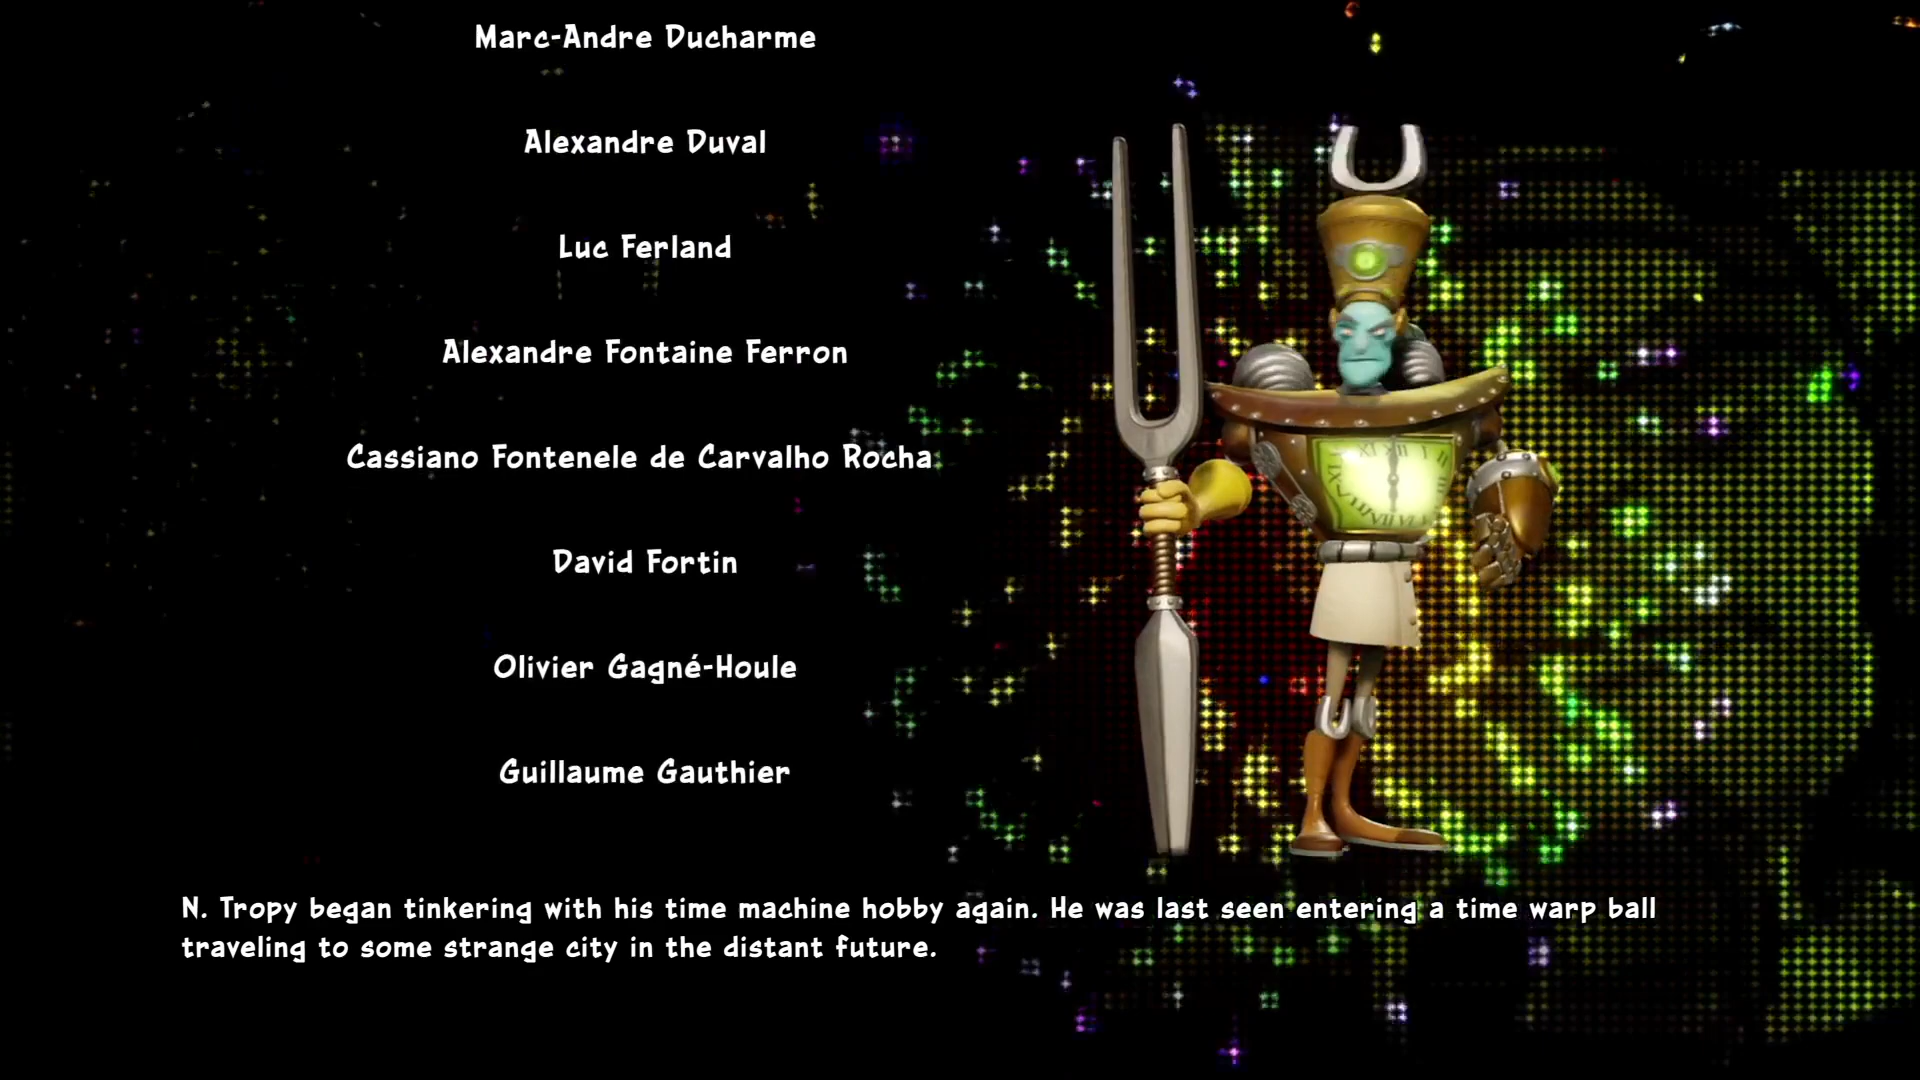 Marc-Andre Ducharme
Alexandre Duval
Luc Ferland
Alexandre Fontaine Ferron
Cassiano Fontenele de Carvalho Rocha
David Fortin
Olivier Gagné-Houle
Guillaume Gauthier
N. Tropy began tinkering with his time machine hobby again. He was last seen entering a time warp ball
traveling to some strange city in the distant future.